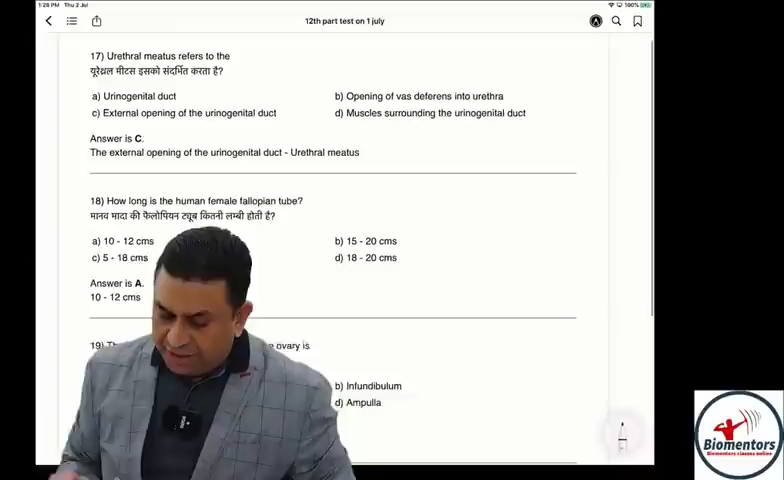 1:28 PM Thu 2 Jul
100%
12th part test on 1 july
17) Urethral meatus refers to the
यूरेथ्रल मीटस इसको संदर्भित करता है?
a) Urinogenital duct
b) Opening of vas deferens into urethra
c) External opening of the urinogenital duct
d) Muscles surrounding the urinogenital duct
Answer is C.
The external opening of the urinogenital duct - Urethral meatus
18) How long is the human female fallopian tube?
मानव मादा की फैलोपियन ट्यूब कितनी लम्बी होती है?
a) 10 - 12 cms
b) 15 - 20 cms
c) 5 - 18 cms
d) 18 - 20 cms
Answer is A.
10 - 12 cms
19) ovary is
b) Infundibulum
d) Ampulla
Biomentors
Biomentors classes online